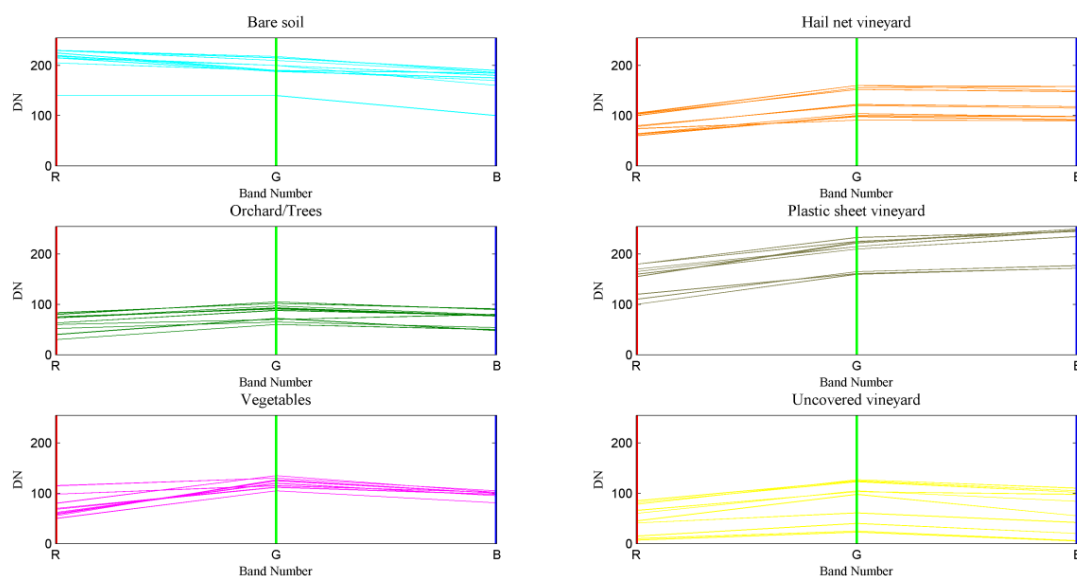 Bare soil
200
100
0
DN
R
G
B
Band Number
Hail net vineyard
200
100
0
DN
R
G
B
Band Number
Orchard/Trees
200
100
0
DN
R
G
B
Band Number
Plastic sheet vineyard
200
100
0
DN
R
G
B
Band Number
Vegetables
200
100
0
DN
R
G
B
Band Number
Uncovered vineyard
200
100
0
DN
R
G
B
Band Number